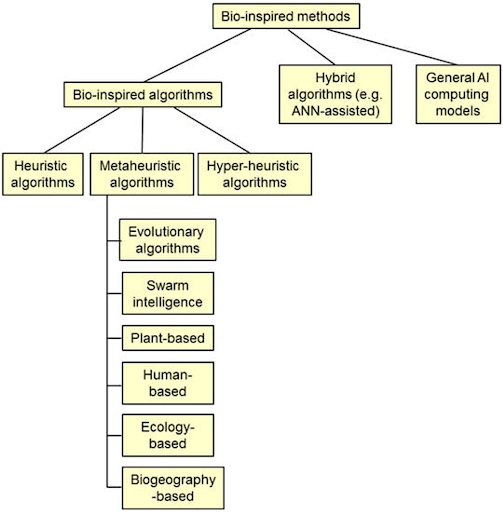 Bio-inspired methods
Bio-inspired algorithms
Hybrid
algorithms (e.g.
ANN-assisted)
General AI
computing
models
Heuristic
algorithms
Metaheuristic
algorithms
Hyper-heuristic
algorithms
Evolutionary
algorithms
Swarm
intelligence
Plant-based
Human-
based
Ecology-
based
Biogeography
-based